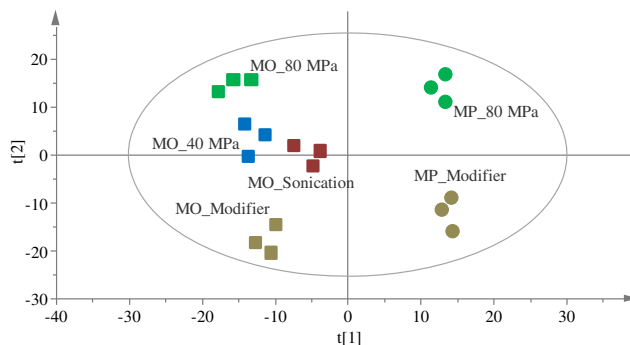 20
10
0
-10
-20
-30
t[2]
MO_80 MPa
MP_80 MPa
MO_40 MPa
MO_Sonication
MP_Modifier
MO_Modifier
-40
-30
-20
-10
0
10
20
30
t[1]